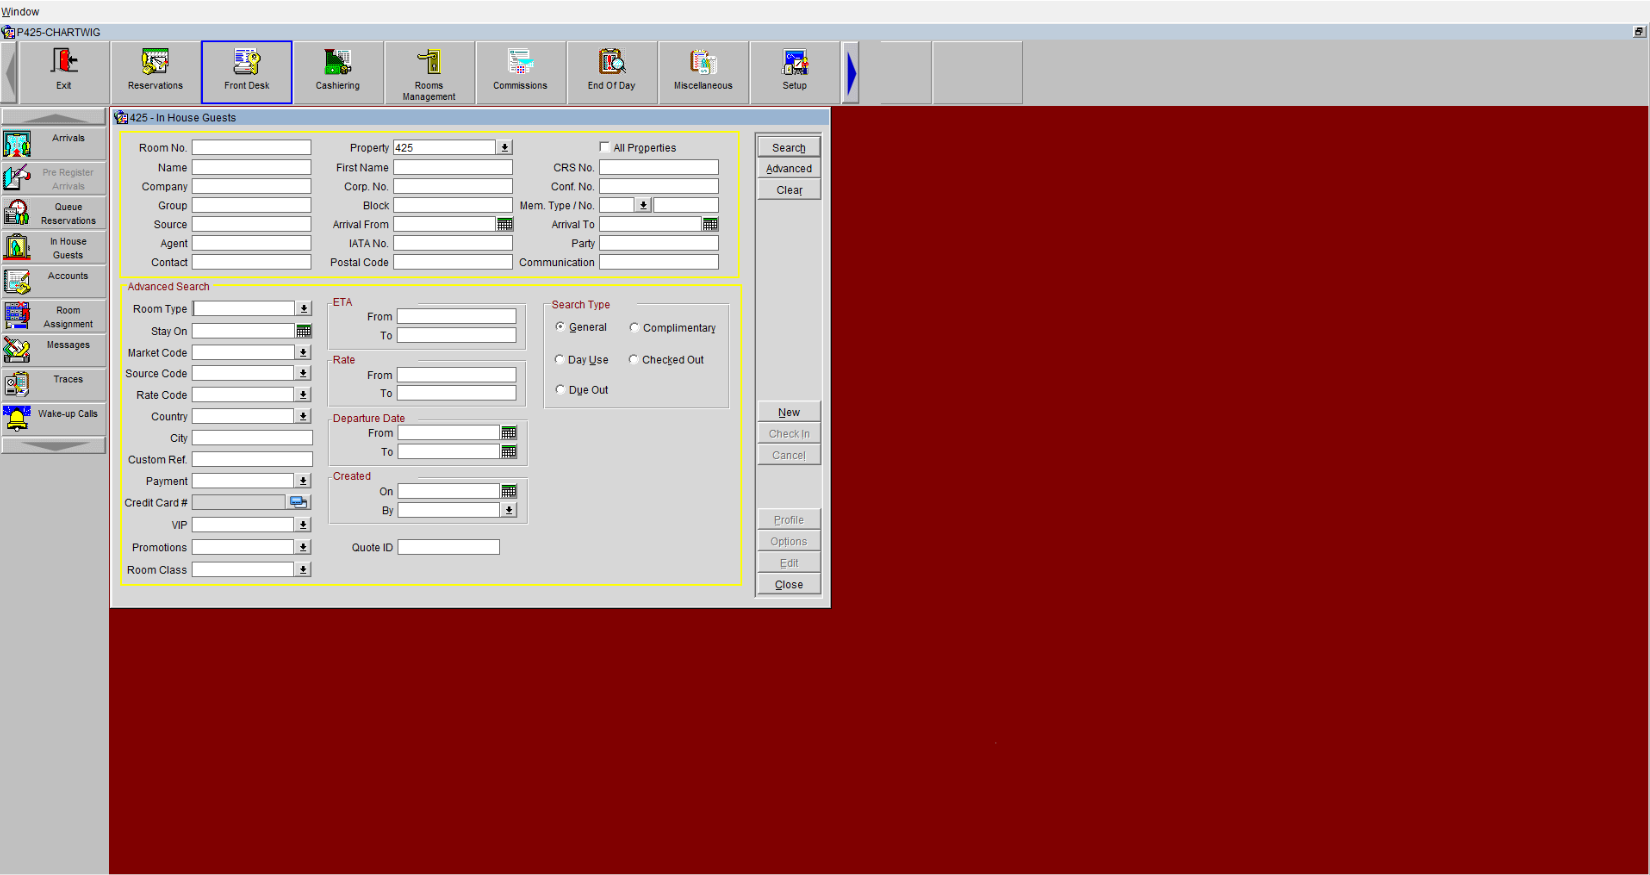 Window
P425-CHARTWIG
Exit
Reservations
Front Desk
Cashiering
Rooms
Management
Commissions
End Of Day
Miscellaneous
Setup
Arrivals
Pre Register
Arrivals
Queue
Reservations
In House
Guests
Accounts
Room
Assignment
Messages
Traces
Wake-up Calls
425 - In House Guests
Room No. Property 425 All Properties
Name First Name CRS No.
Company Corp. No. Conf. No.
Group Block Mem. Type / No.
Source Arrival From Arrival To
Agent IATA No. Party
Contact Postal Code Communication
Advanced Search
Room Type
Stay On
Market Code
Source Code
Rate Code
Country
City
Custom Ref.
Payment
Credit Card #
VIP
Promotions
Room Class
ETA
From
To
Rate
From
To
Departure Date
From
To
Created
On
By
Quote ID
Search Type
General Complimentary
Day Use Checked Out
Due Out
Search
Advanced
Clear
New
Check In
Cancel
Profile
Options
Edit
Close